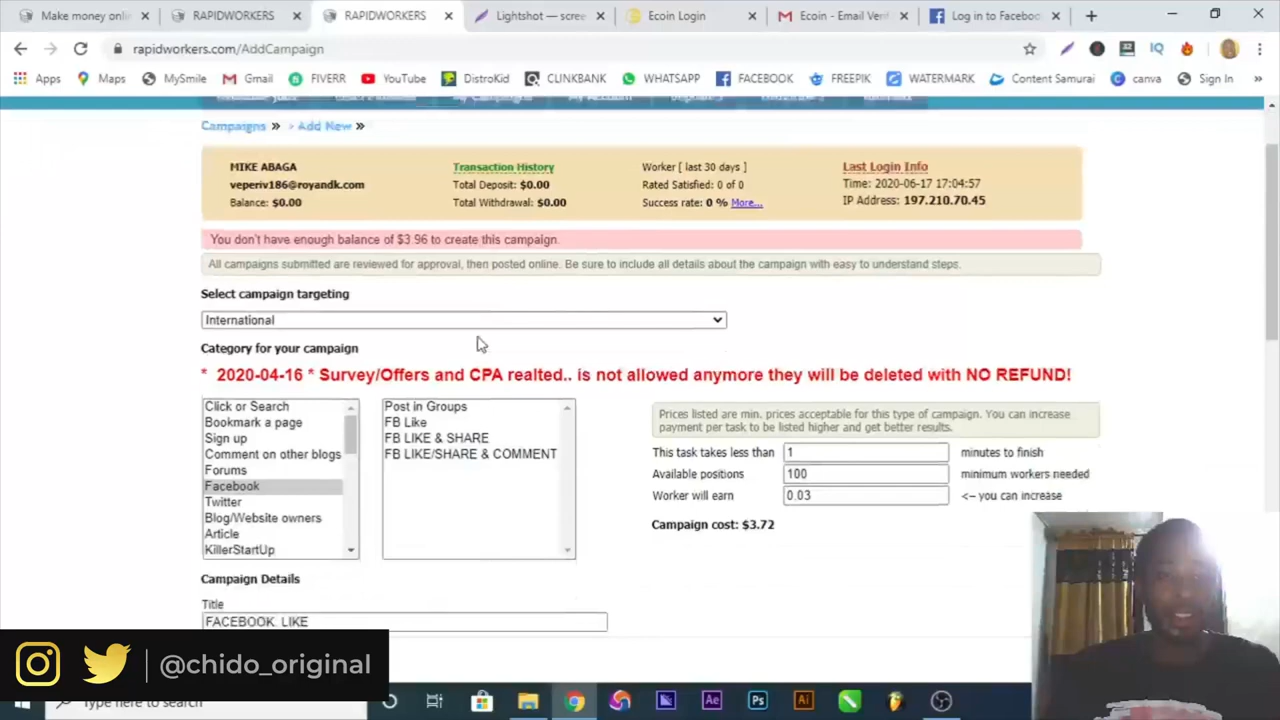 Make money onli
RAPIDWORKERS
RAPIDWORKERS
Lightshot — scree
Ecoin Login
Ecoin - Email Veri
Log in to Faceboo
rapidworkers.com/AddCampaign
Apps
Maps
MySmile
Gmail
FIVERR
YouTube
DistroKid
CLINKBANK
WHATSAPP
FACEBOOK
FREEPIK
WATERMARK
Content Samurai
canva
Sign In
»
Campaigns » > Add New »
MIKE ABAGA
veperiv186@royandk.com
Balance: $0.00
Transaction History
Total Deposit: $0.00
Total Withdrawal: $0.00
Worker [ last 30 days ]
Rated Satisfied: 0 of 0
Success rate: 0 % More...
Last Login Info
Time: 2020-06-17 17:04:57
IP Address: 197.210.70.45
You don't have enough balance of $3.96 to create this campaign.
All campaigns submitted are reviewed for approval, then posted online. Be sure to include all details about the campaign with easy to understand steps.
Select campaign targeting
International
Category for your campaign
* 2020-04-16 * Survey/Offers and CPA realted.. is not allowed anymore they will be deleted with NO REFUND!
Click or Search
Bookmark a page
Sign up
Comment on other blogs
Forums
Facebook
Twitter
Blog/Website owners
Article
KillerStartUp
Post in Groups
FB Like
FB LIKE & SHARE
FB LIKE/SHARE & COMMENT
Prices listed are min. prices acceptable for this type of campaign. You can increase
payment per task to be listed higher and get better results.
This task takes less than 1 minutes to finish
Available positions 100 minimum workers needed
Worker will earn 0.03 <-- you can increase
Campaign cost: $3.72
Campaign Details
Title
FACEBOOK LIKE
@chido_original
Type here to search